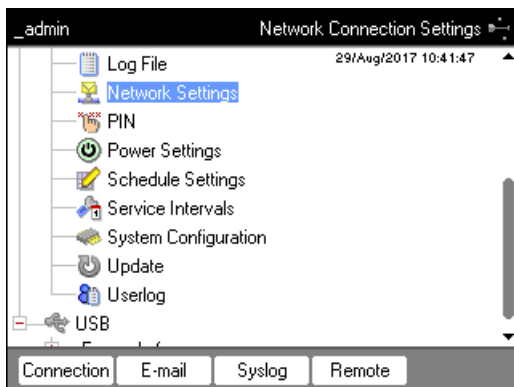 _admin Network Connection Settings
29/Aug/2017 10:41:47
Log File
Network Settings
PIN
Power Settings
Schedule Settings
Service Intervals
System Configuration
Update
Userlog
USB
Connection E-mail Syslog Remote